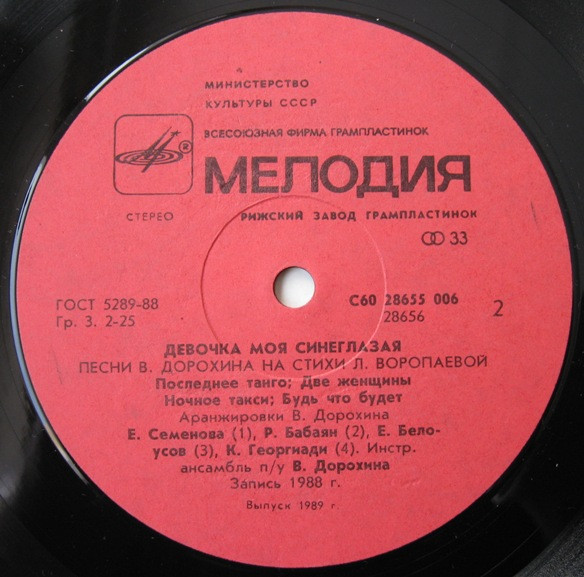 МИНИСТЕРСТВО
КУЛЬТУРЫ СССР
ВСЕСОЮЗНАЯ ФИРМА ГРАМПЛАСТИНОК
®
МЕЛОДИЯ
СТЕРЕО РИЖСКИЙ ЗАВОД ГРАМПЛАСТИНОК
33
ГОСТ 5289-88 С60 28655 006
Гр. 3. 2-25 28656 2
ДЕВОЧКА МОЯ СИНЕГЛАЗАЯ
ПЕСНИ В. ДОРОХИНА НА СТИХИ Л. ВОРОПАЕВОЙ
Последнее танго; Две женщины
Ночное такси; Будь что будет
Аранжировки В. Дорохина
Е. Семенова (1), Р. Бабаян (2), Е. Бело-
усов (3), К. Георгиади (4). Инстр.
ансамбль п/у В. Дорохина
Запись 1988 г.
Выпуск 1989 г.